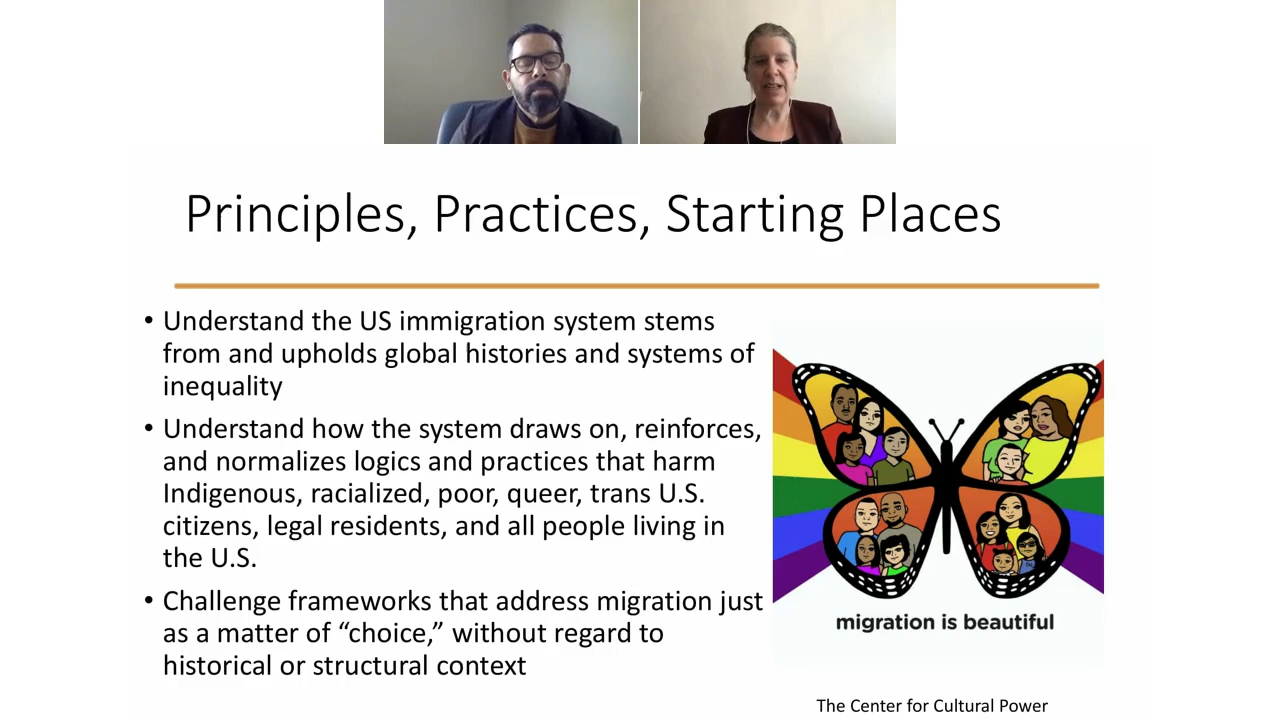 Principles, Practices, Starting Places
• Understand the US immigration system stems
from and upholds global histories and systems of
inequality
• Understand how the system draws on, reinforces,
and normalizes logics and practices that harm
Indigenous, racialized, poor, queer, trans U.S.
citizens, legal residents, and all people living in
the U.S.
• Challenge frameworks that address migration just
as a matter of “choice,” without regard to
historical or structural context
migration is beautiful
The Center for Cultural Power